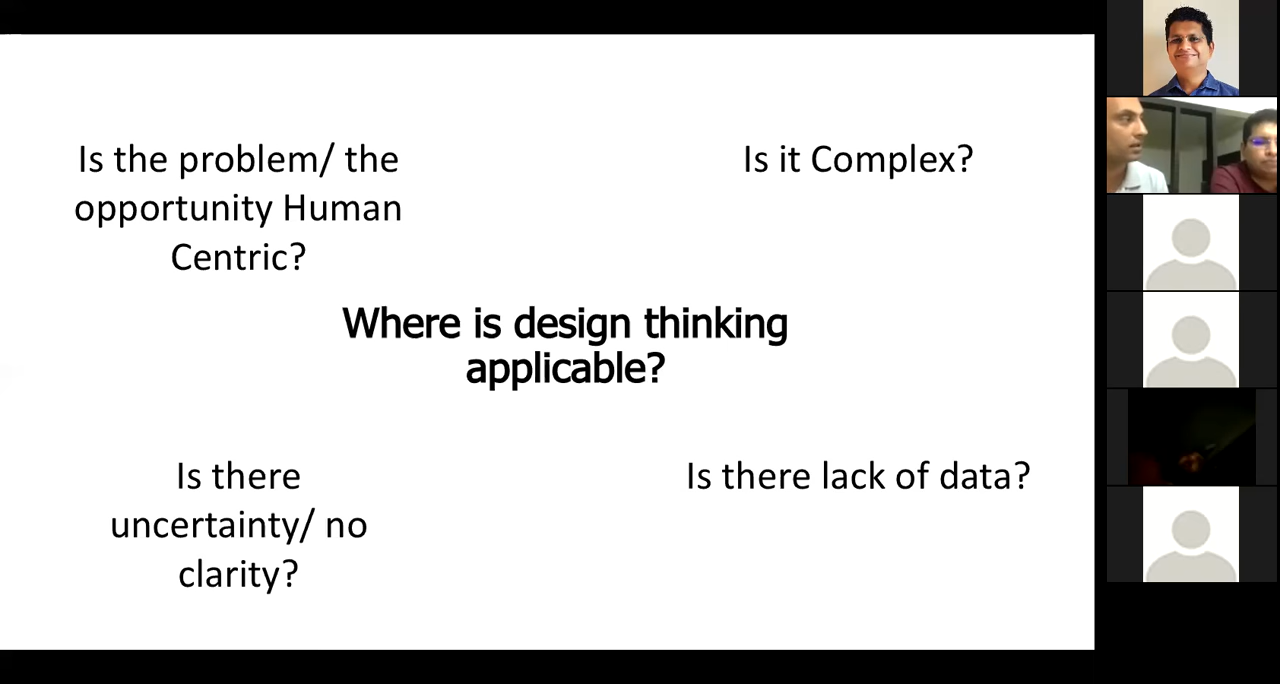 Is the problem/ the
opportunity Human
Centric?
Is it Complex?
Where is design thinking
applicable?
Is there
uncertainty/ no
clarity?
Is there lack of data?